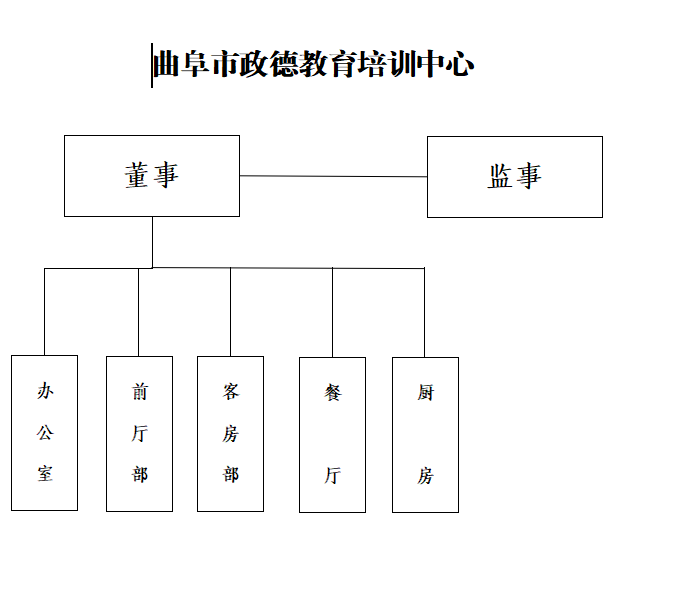 曲阜市政德教育培训中心
董事
监事
办公室
前厅部
客房部
餐厅
厨房